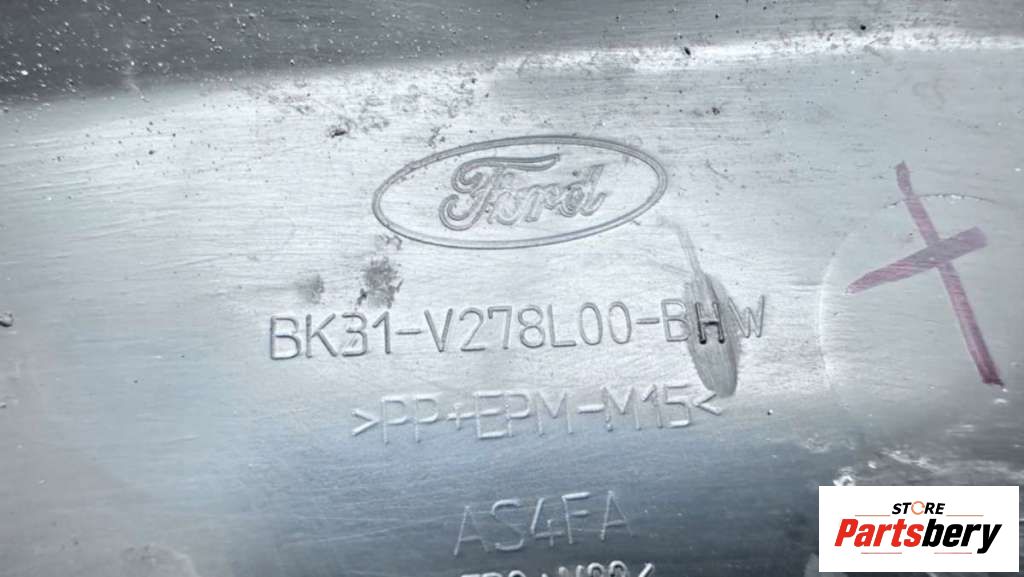 Ford
BK31-V278L00-BHW
>PP+EPM-M15<
AS4FA
STORE
Partsbery